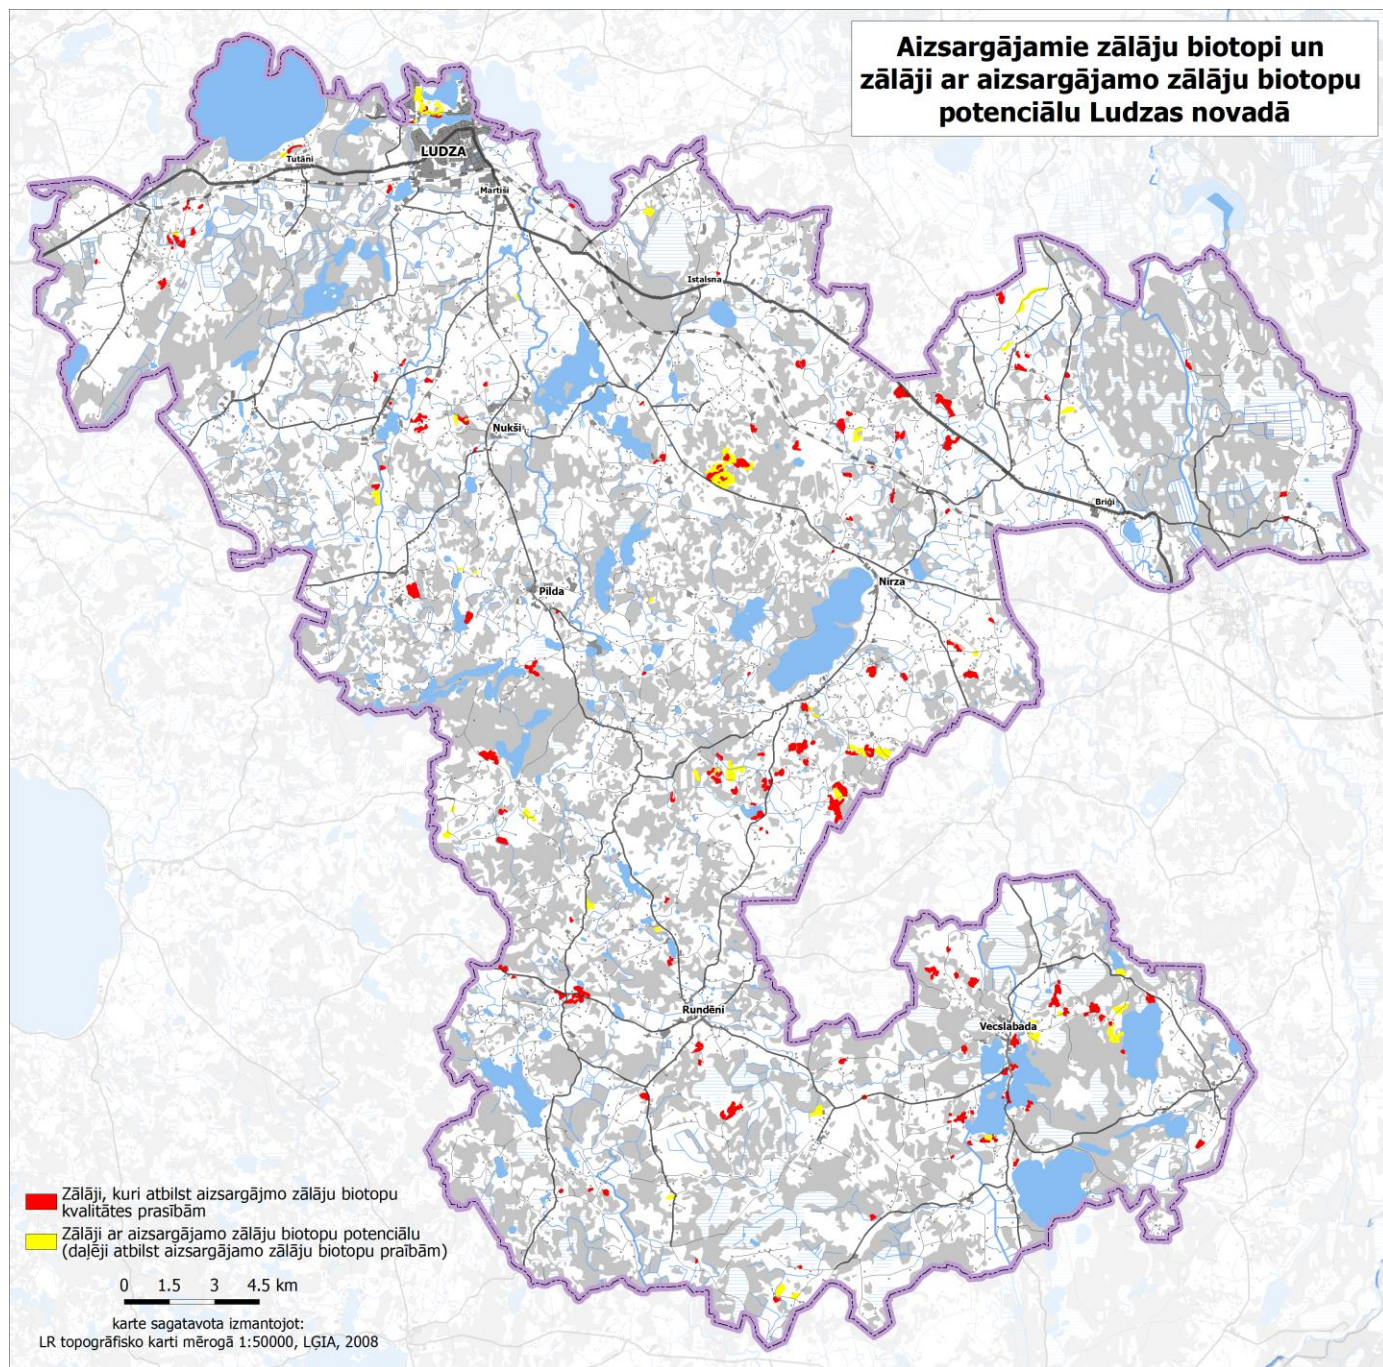 Aizsargājamie zālāju biotopi un
zālāji ar aizsargājamo zālāju biotopu
potenciālu Ludzas novadā
LUDZA
Tutāni
Martiši
Istalsna
Nukši
Briģi
Nirza
Pilda
Rundēni
Vecslabada
Zālāji, kuri atbilst aizsargājmo zālāju biotopu
kvalitātes prasībām
Zālāji ar aizsargājamo zālāju biotopu potenciālu
(daļēji atbilst aizsargājamo zālāju biotopu praībām)
0 1.5 3 4.5 km
karte sagatavota izmantojot:
LR topogrāfisko karti mērogā 1:50000, LĢIA, 2008